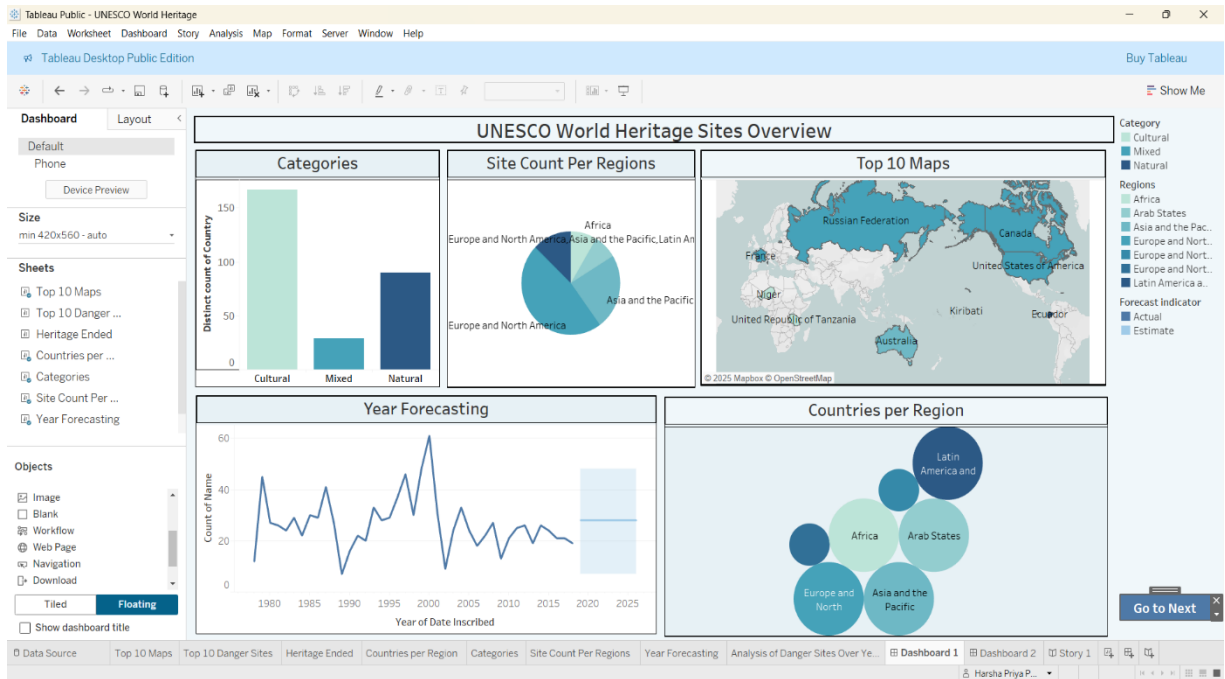 Tableau Public - UNESCO World Heritage
File Data Worksheet Dashboard Story Analysis Map Format Server Window Help
Tableau Desktop Public Edition
Buy Tableau
Show Me
Dashboard Layout
Default
Phone
Device Preview
Size
min 420x560 - auto
Sheets
Top 10 Maps
Top 10 Danger ...
Heritage Ended
Countries per ...
Categories
Site Count Per ...
Year Forecasting
Objects
Image
Blank
Workflow
Web Page
Navigation
Download
Tiled Floating
Show dashboard title
UNESCO World Heritage Sites Overview
Categories
Distinct count of Country
150
100
50
0
Cultural Mixed Natural
Site Count Per Regions
Africa
Europe and North America,Asia and the Pacific,Latin Am
Asia and the Pacific
Europe and North America
Top 10 Maps
Russian Federation
Canada
France
United States of America
Niger
Kiribati
Ecuador
United Republic of Tanzania
Australia
© 2025 Mapbox © OpenStreetMap
Year Forecasting
Count of Name
60
40
20
0
1980 1985 1990 1995 2000 2005 2010 2015 2020 2025
Year of Date Inscribed
Countries per Region
Latin
America and
Africa
Arab States
Europe and
North
Asia and the
Pacific
Category
Cultural
Mixed
Natural
Regions
Africa
Arab States
Asia and the Pac..
Europe and Nort..
Europe and Nort..
Europe and Nort..
Latin America a..
Forecast indicator
Actual
Estimate
Go to Next
Data Source Top 10 Maps Top 10 Danger Sites Heritage Ended Countries per Region Categories Site Count Per Regions Year Forecasting Analysis of Danger Sites Over Ye... Dashboard 1 Dashboard 2 Story 1
Harsha Priya P...